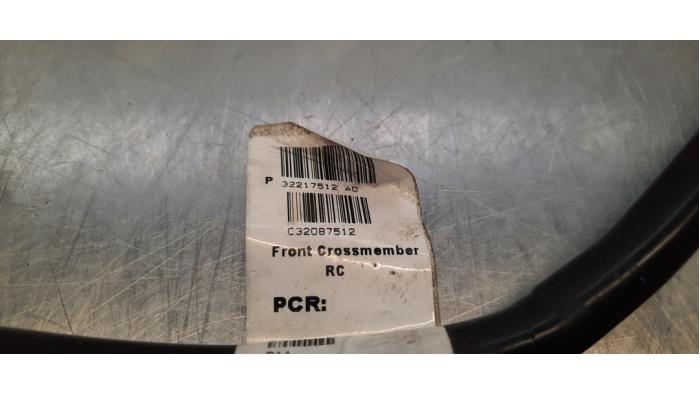 P 32217512 AD
C32087512
Front Crossmember
RC
PCR: